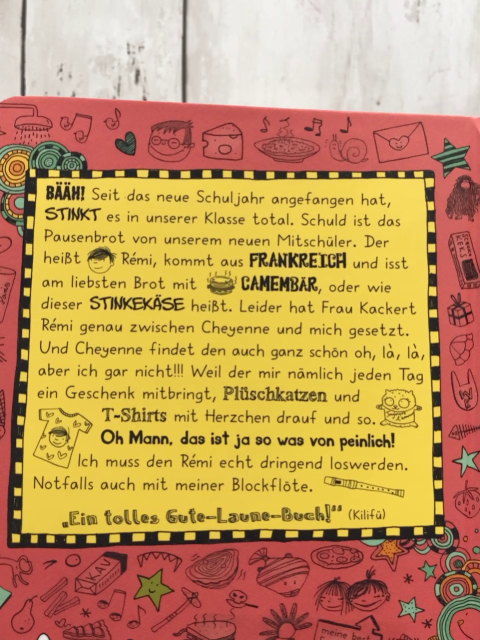 BÄÄH! Seit das neue Schuljahr angefangen hat,
STINKT es in unserer Klasse total. Schuld ist das
Pausenbrot von unserem neuen Mitschüler. Der
heißt Rémi, kommt aus FRANKREICH und isst
am liebsten Brot mit CAMEMBÄR, oder wie
dieser STINKEKÄSE heißt. Leider hat Frau Kackert
Rémi genau zwischen Cheyenne und mich gesetzt.
Und Cheyenne findet den auch ganz schön oh, là, là,
aber ich gar nicht!!! Weil der mir nämlich jeden Tag
ein Geschenk mitbringt, Plüschkatzen und
T-Shirts mit Herzchen drauf und so.
Oh Mann, das ist ja so was von peinlich!
Ich muss den Rémi echt dringend loswerden.
Notfalls auch mit meiner Blockflöte.
„Ein tolles Gute-Laune-Buch!" (Kilifü)
KAU
meine best